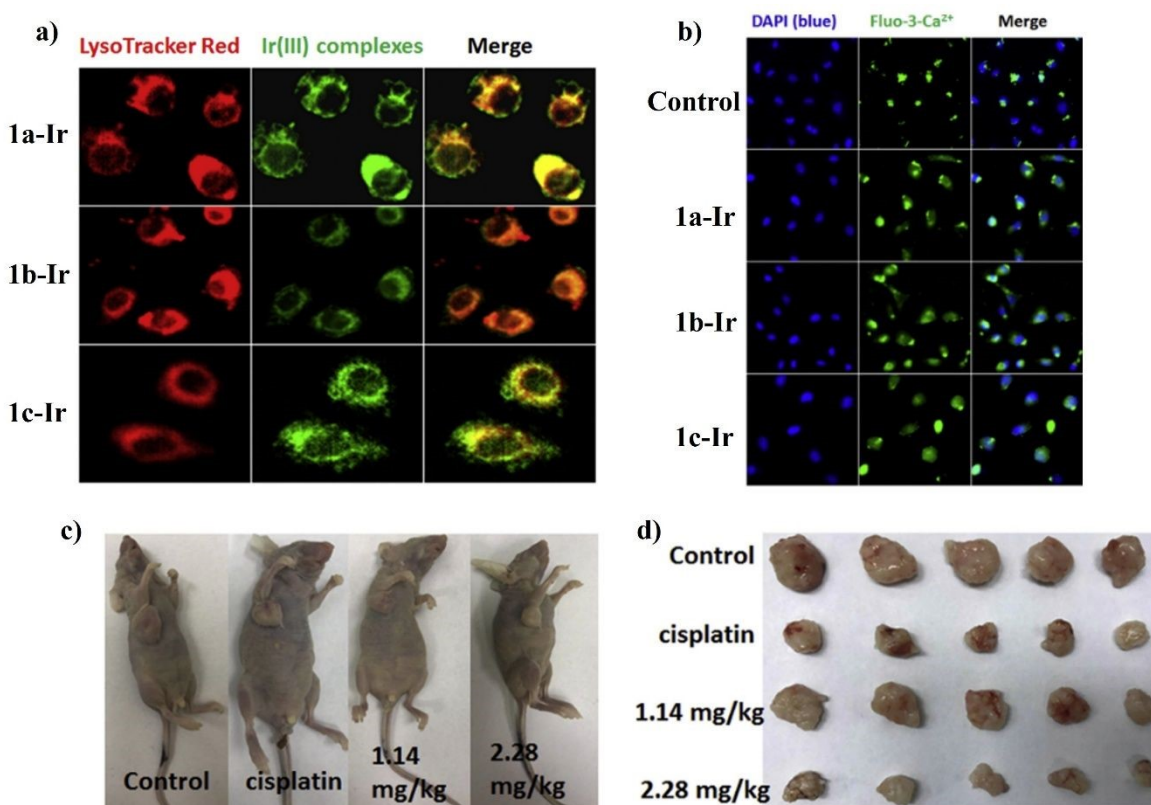 a)
LysoTracker Red Ir(III) complexes Merge
1a-Ir
1b-Ir
1c-Ir
b)
DAPI (blue) Fluo-3-Ca²⁺ Merge
Control
1a-Ir
1b-Ir
1c-Ir
c)
Control
cisplatin
1.14
mg/kg
2.28
mg/kg
d)
Control
cisplatin
1.14 mg/kg
2.28 mg/kg